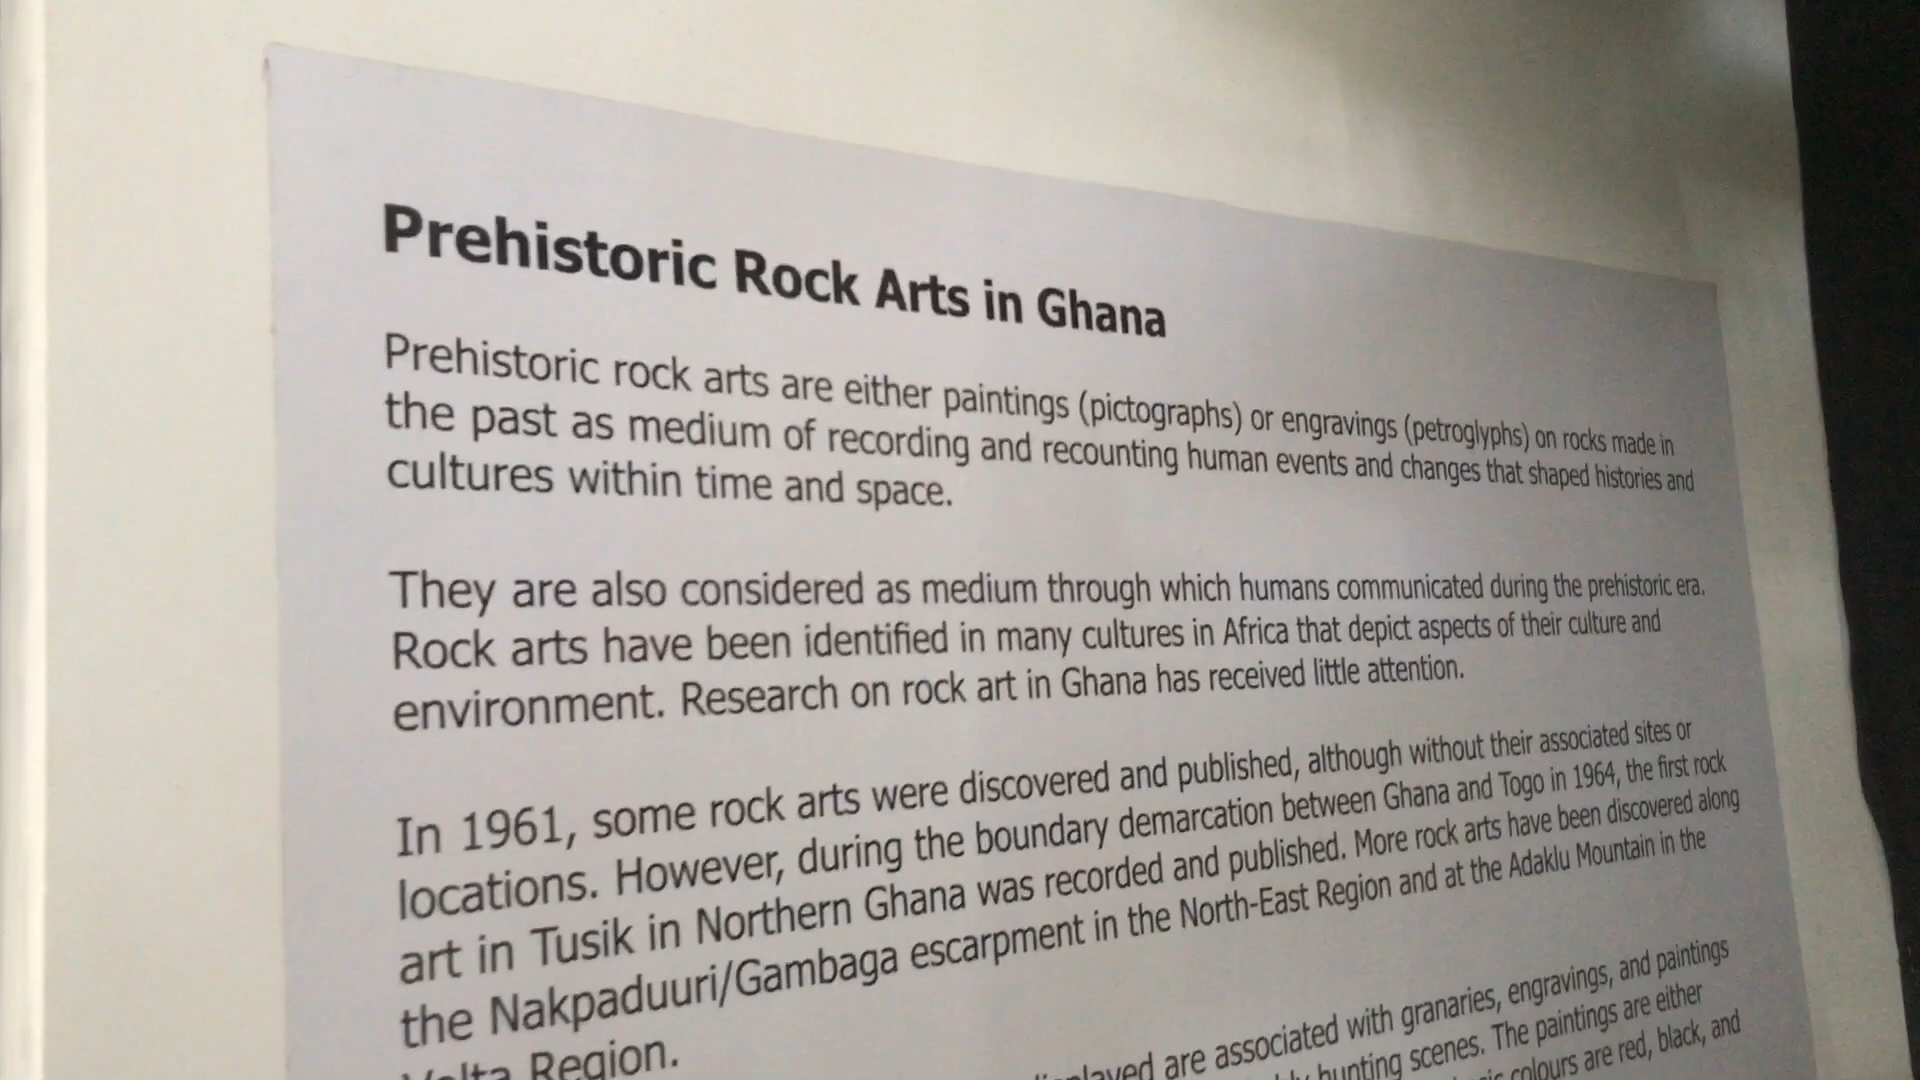 Prehistoric Rock Arts in Ghana
Prehistoric rock arts are either paintings (pictographs) or engravings (petroglyphs) on rocks made in
the past as medium of recording and recounting human events and changes that shaped histories and
cultures within time and space.
They are also considered as medium through which humans communicated during the prehistoric era.
Rock arts have been identified in many cultures in Africa that depict aspects of their culture and
environment. Research on rock art in Ghana has received little attention.
In 1961, some rock arts were discovered and published, although without their associated sites or
locations. However, during the boundary demarcation between Ghana and Togo in 1964, the first rock
art in Tusik in Northern Ghana was recorded and published. More rock arts have been discovered along
the Nakpaduuri/Gambaga escarpment in the North-East Region and at the Adaklu Mountain in the
Volta Region.
are associated with granaries, engravings, and paintings
hunting scenes. The paintings are either
colours are red, black, and